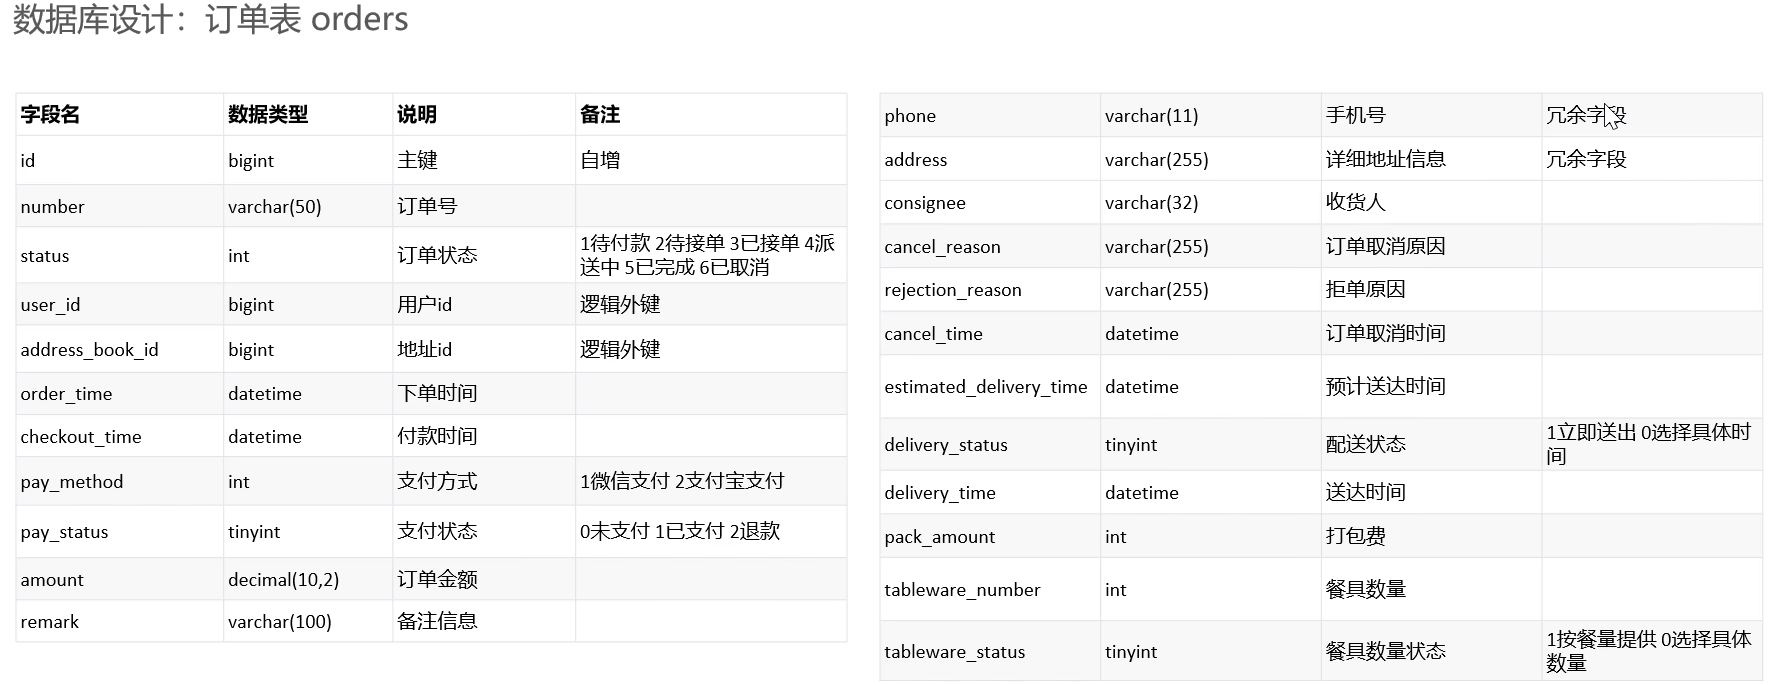 数据库设计：订单表 orders
字段名 数据类型 说明 备注
id bigint 主键 自增
number varchar(50) 订单号
status int 订单状态 1待付款 2待接单 3已接单 4派
送中 5已完成 6已取消
user_id bigint 用户id 逻辑外键
address_book_id bigint 地址id 逻辑外键
order_time datetime 下单时间
checkout_time datetime 付款时间
pay_method int 支付方式 1微信支付 2支付宝支付
pay_status tinyint 支付状态 0未支付 1已支付 2退款
amount decimal(10,2) 订单金额
remark varchar(100) 备注信息
phone varchar(11) 手机号 冗余字段
address varchar(255) 详细地址信息 冗余字段
consignee varchar(32) 收货人
cancel_reason varchar(255) 订单取消原因
rejection_reason varchar(255) 拒单原因
cancel_time datetime 订单取消时间
estimated_delivery_time datetime 预计送达时间
delivery_status tinyint 配送状态 1立即送出 0选择具体时
间
delivery_time datetime 送达时间
pack_amount int 打包费
tableware_number int 餐具数量
tableware_status tinyint 餐具数量状态 1按餐量提供 0选择具体
数量